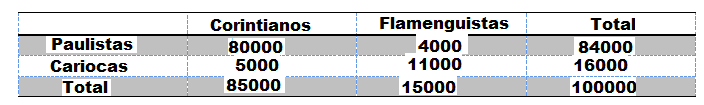 Corintianos Flamenguistas Total
Paulistas 80000 4000 84000
Cariocas 5000 11000 16000
Total 85000 15000 100000